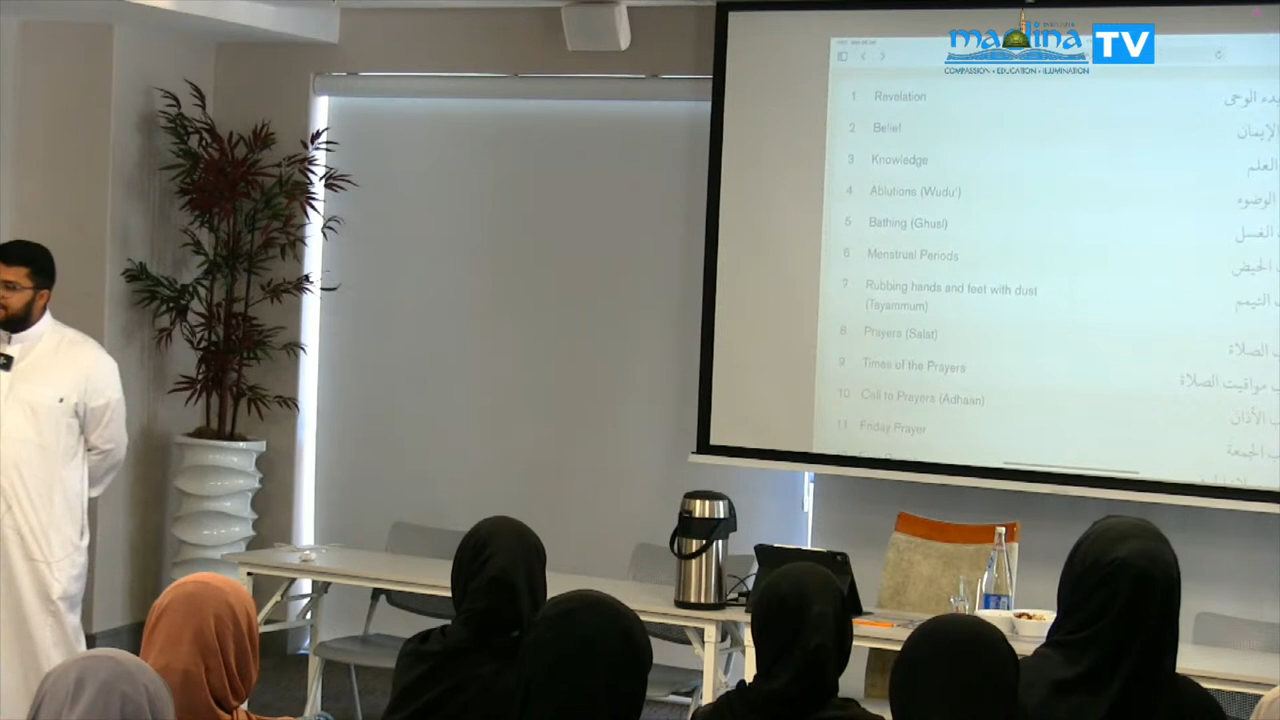 madina TV
COMPASSION • EDUCATION • ILLUMINATION
1 Revelation بدء الوحى
2 Belief الإيمان
3 Knowledge العلم
4 Ablutions (Wudu') الوضوء
5 Bathing (Ghusl) الغسل
6 Menstrual Periods الحيض
7 Rubbing hands and feet with dust
(Tayammum) التيمم
8 Prayers (Salat) الصلاة
9 Times of the Prayers مواقيت الصلاة
10 Call to Prayers (Adhaan) الأذان
11 Friday Prayer الجمعة